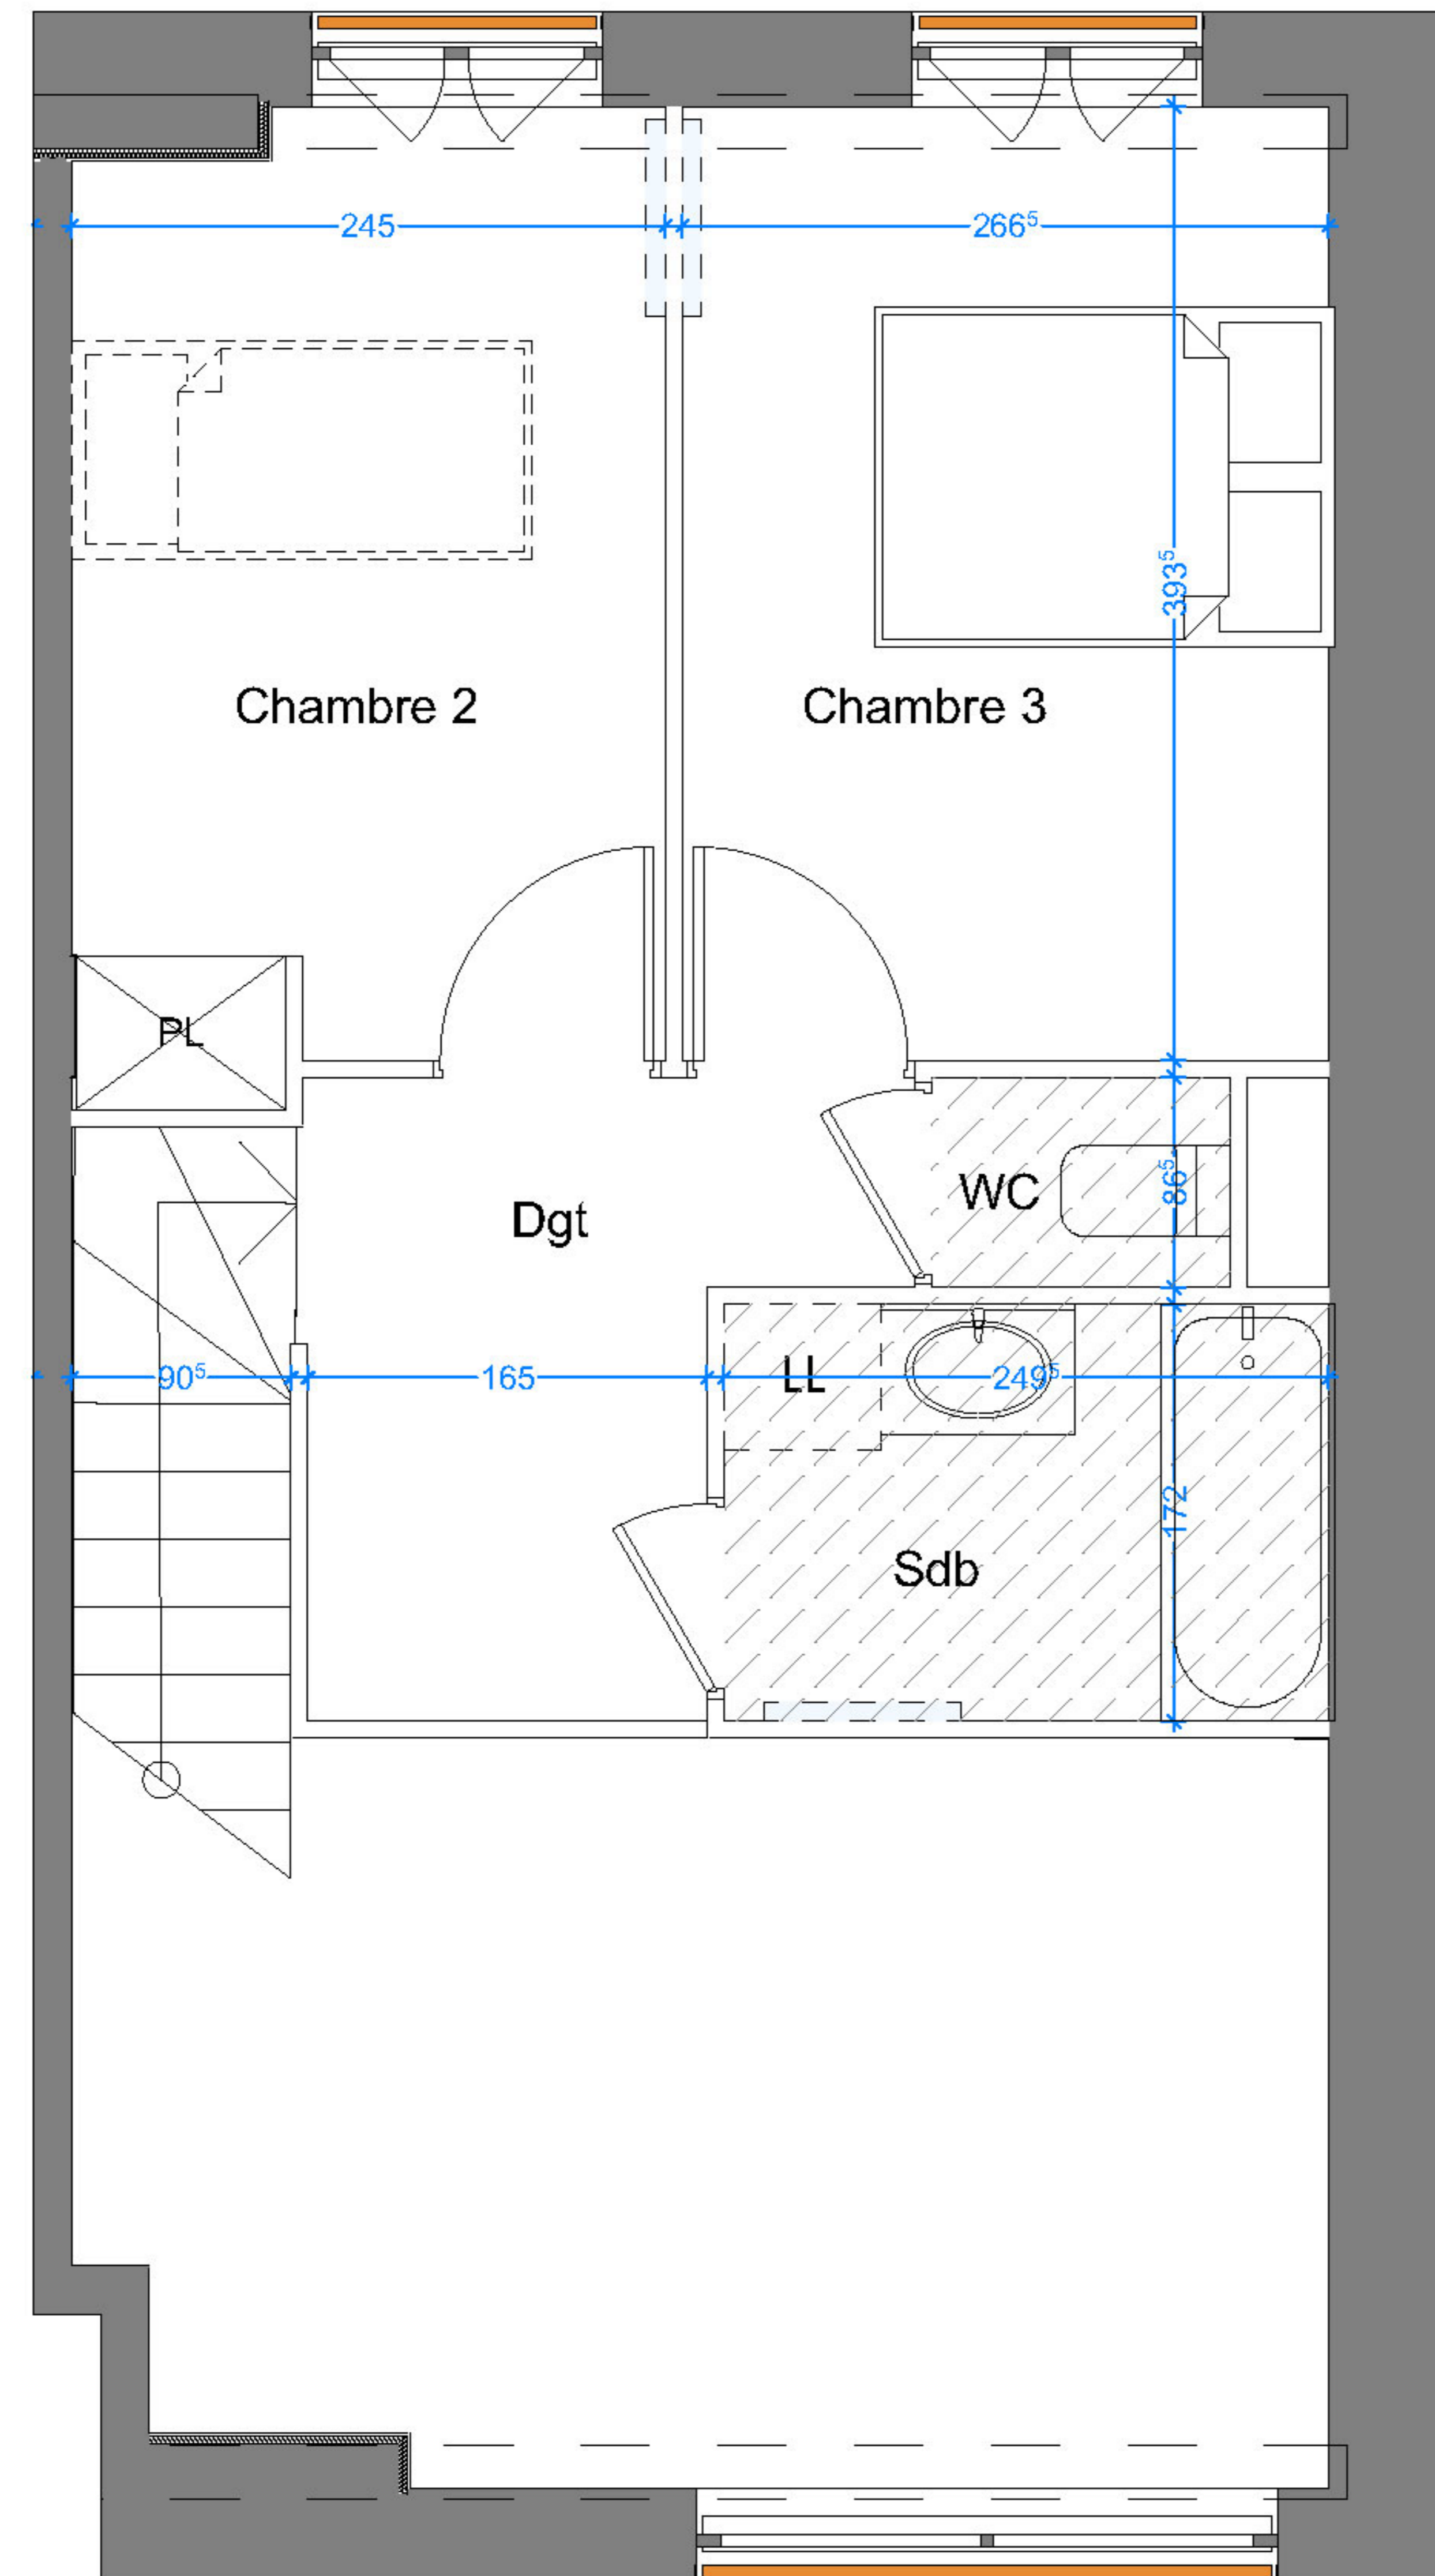 245
266⁵
393⁵
Chambre 2
Chambre 3
PL
WC
86⁵
Dgt
90⁵
165
LL
249⁵
172
Sdb